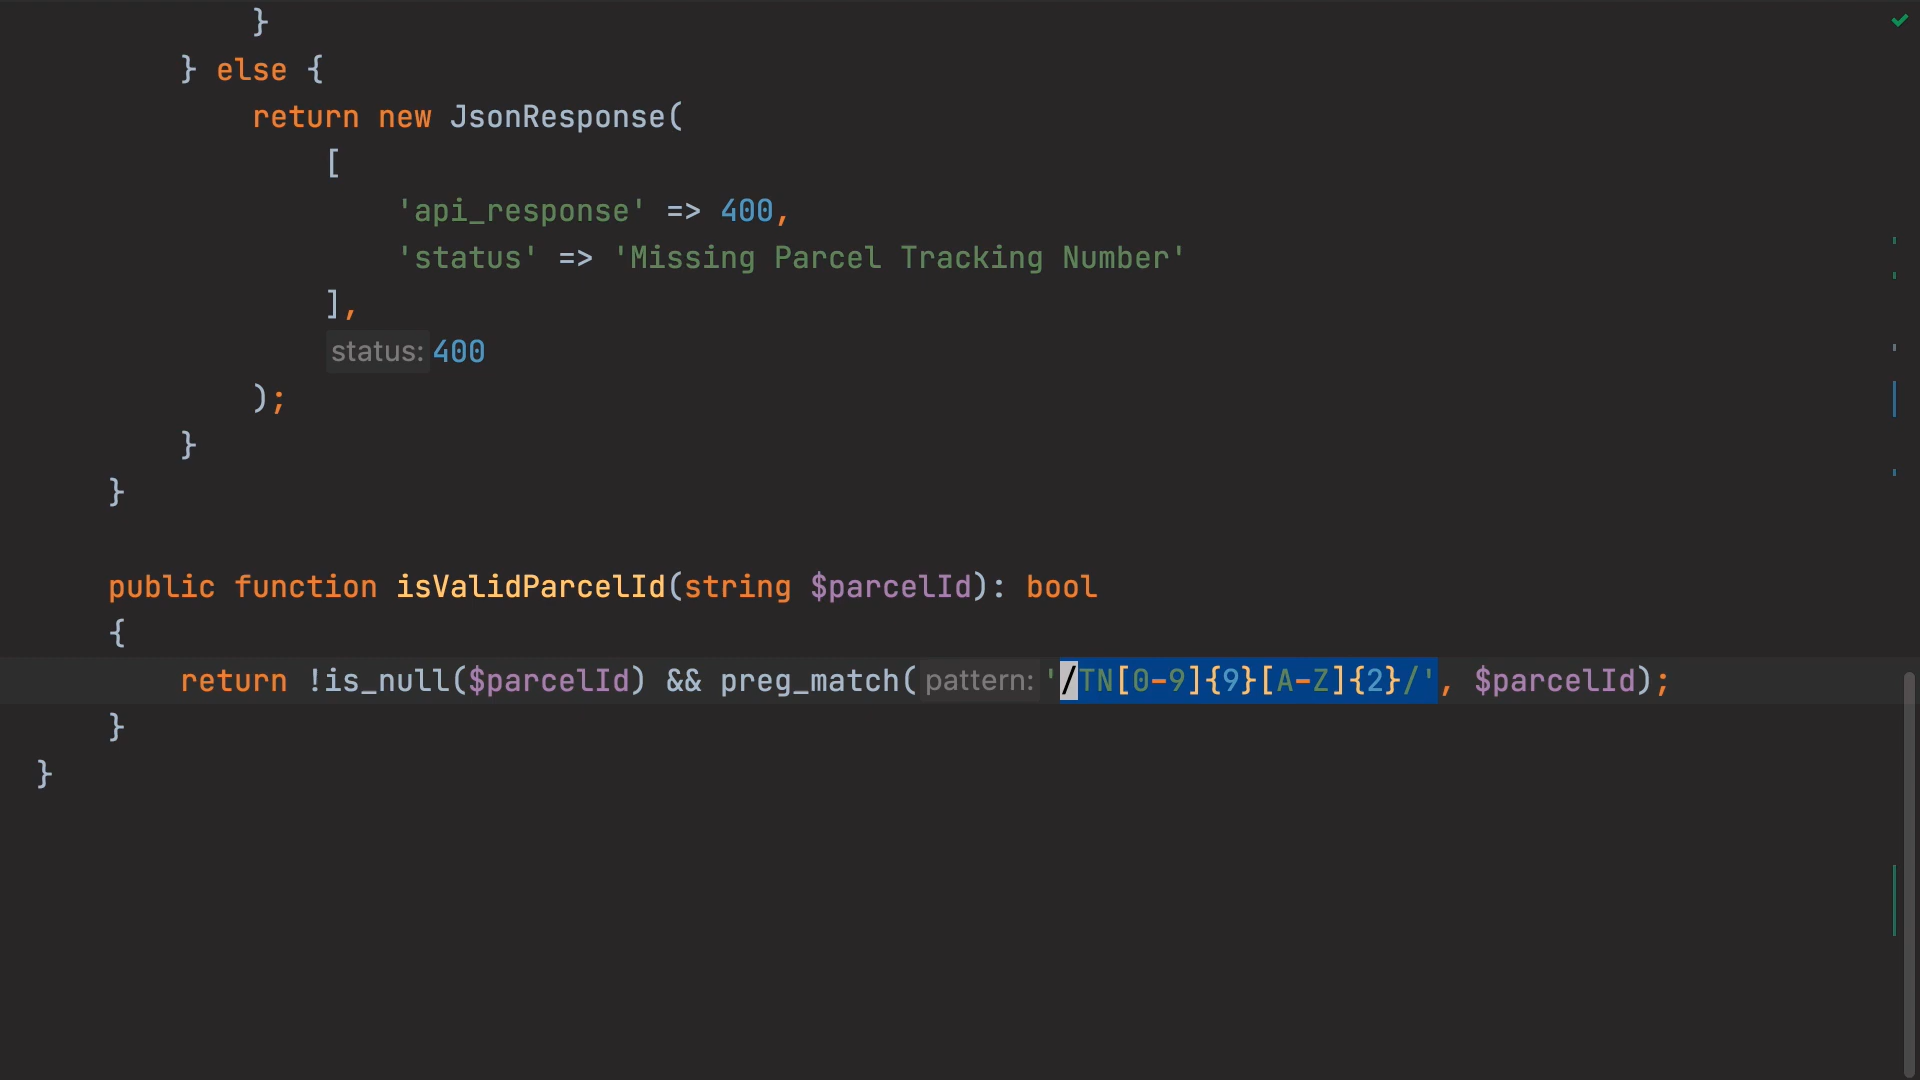 }
} else {
return new JsonResponse(
[
'api_response' => 400,
'status' => 'Missing Parcel Tracking Number'
],
status: 400
);
}
}
public function isValidParcelId(string $parcelId): bool
{
return !is_null($parcelId) && preg_match( pattern: '/TN[0-9]{9}[A-Z]{2}/', $parcelId);
}
}